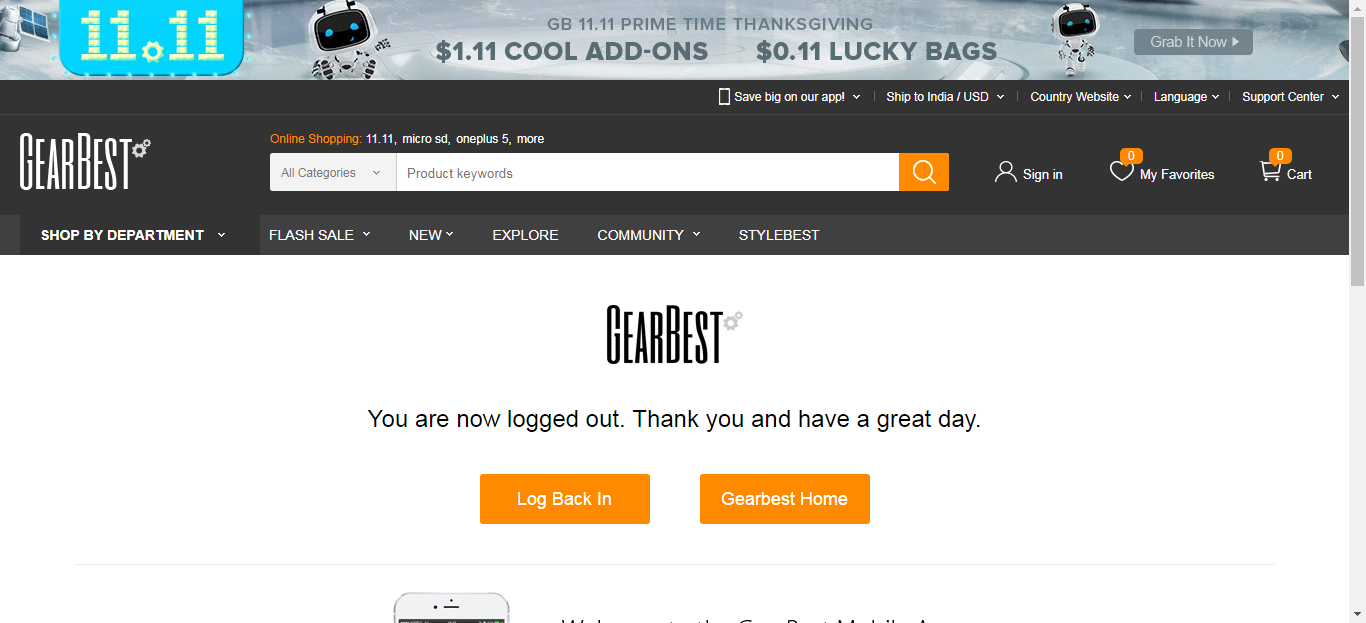 11.11
GB 11.11 PRIME TIME THANKSGIVING
$1.11 COOL ADD-ONS $0.11 LUCKY BAGS
Grab It Now
Save big on our app! Ship to India / USD Country Website Language Support Center
GEARBEST
Online Shopping: 11.11, micro sd, oneplus 5, more
All Categories Product keywords
Sign in
0 My Favorites
0 Cart
SHOP BY DEPARTMENT FLASH SALE NEW EXPLORE COMMUNITY STYLEBEST
GEARBEST
You are now logged out. Thank you and have a great day.
Log Back In Gearbest Home